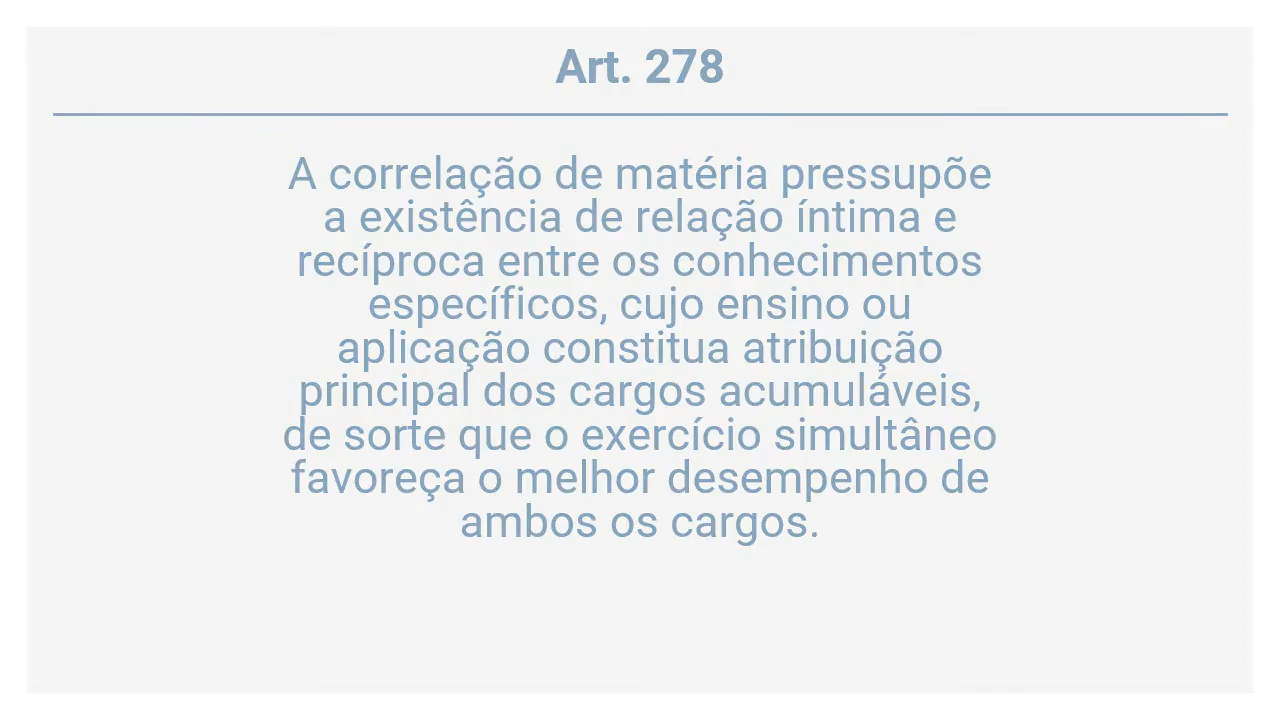 Art. 278
A correlação de matéria pressupõe
a existência de relação íntima e
recíproca entre os conhecimentos
específicos, cujo ensino ou
aplicação constitua atribuição
principal dos cargos acumuláveis,
de sorte que o exercício simultâneo
favoreça o melhor desempenho de
ambos os cargos.